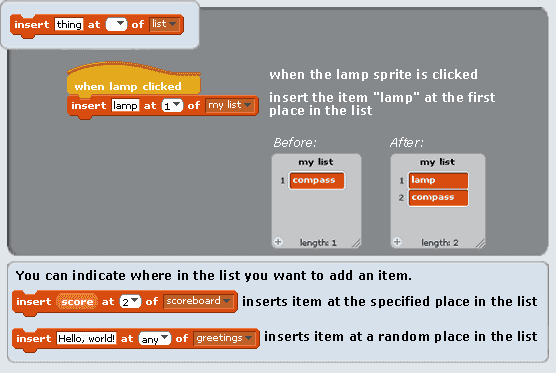 insert thing at of list
when lamp clicked
insert lamp at 1 of my list
when the lamp sprite is clicked
insert the item "lamp" at the first
place in the list
Before:
my list
1 compass
length: 1
After:
my list
1 lamp
2 compass
length: 2
You can indicate where in the list you want to add an item.
insert score at 2 of scoreboard inserts item at the specified place in the list
insert Hello, world! at any of greetings inserts item at a random place in the list